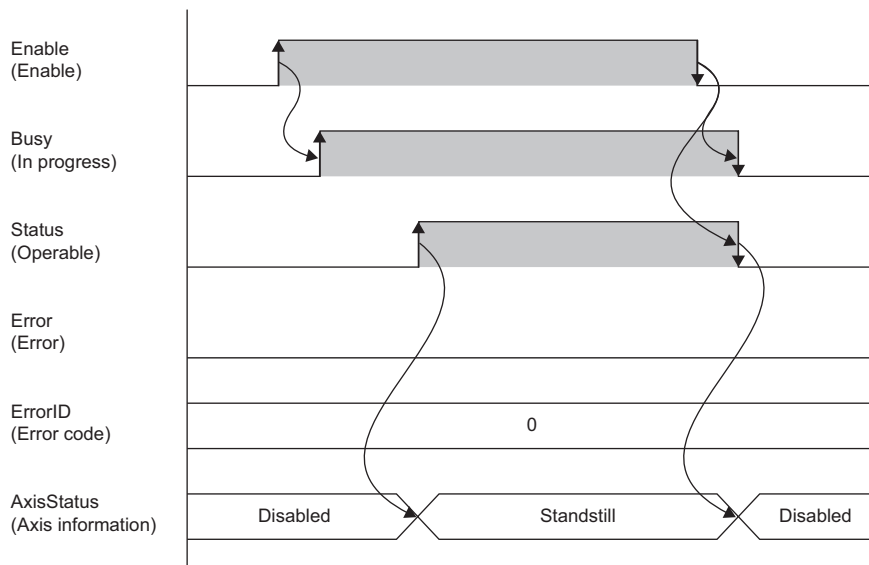 Enable
(Enable)
Busy
(In progress)
Status
(Operable)
Error
(Error)
ErrorID
(Error code)
0
AxisStatus
(Axis information)
Disabled
Standstill
Disabled